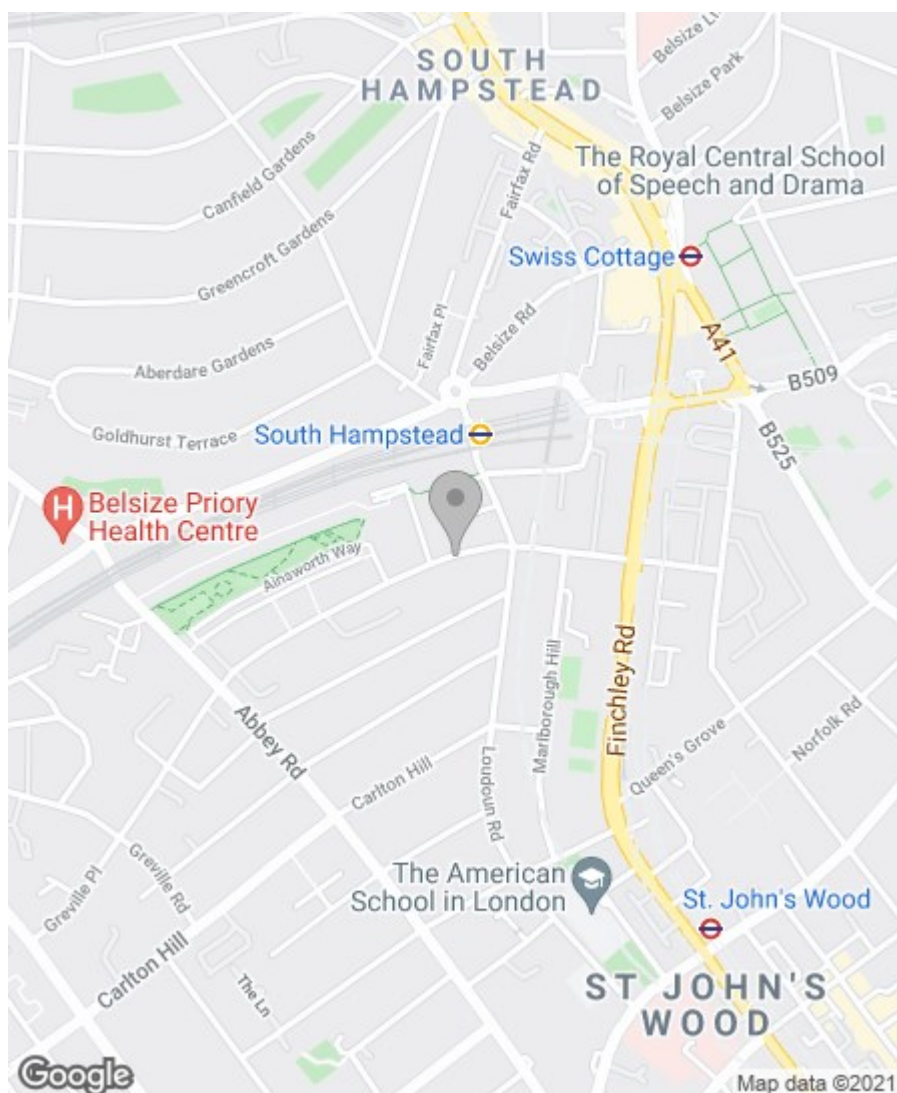 SOUTH
HAMPSTEAD
Belsize Ln
Belsize Park
The Royal Central School
of Speech and Drama
Canfield Gardens
Fairfax Rd
Greencroft Gardens
Swiss Cottage
Fairfax Pl
Belsize Rd
A41
Aberdare Gardens
B509
Goldhurst Terrace
South Hampstead
B525
H
Belsize Priory
Health Centre
Ainsworth Way
Marlborough Hill
Finchley Rd
Abbey Rd
Queen's Grove
Norfolk Rd
Carlton Hill
Loudoun Rd
Greville Pl
Greville Rd
The American
School in London
St. John's Wood
Carlton Hill
The Ln
ST JOHN'S
WOOD
Google
Map data ©2021